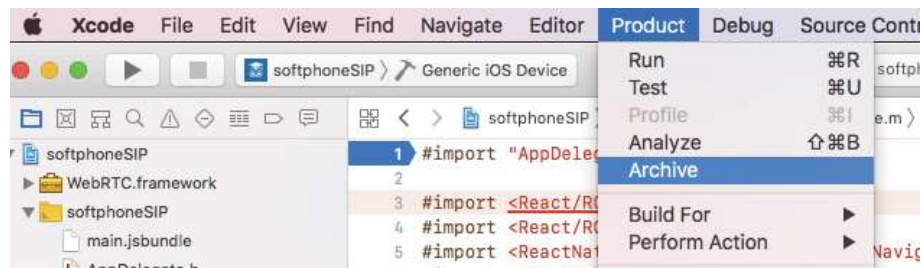 Xcode File Edit View Find Navigate Editor Product Debug Source
softphoneSIP Generic iOS Device
Run ⌘R
Test ⌘U
Profile ⌘I
Analyze ⇧⌘B
Archive
Build For
Perform Action
softphoneSIP
softphoneSIP
WebRTC.framework
softphoneSIP
main.jsbundle
1 #import "AppDeleg
2
3 #import <React/R
4 #import <React/R
5 #import <ReactNat